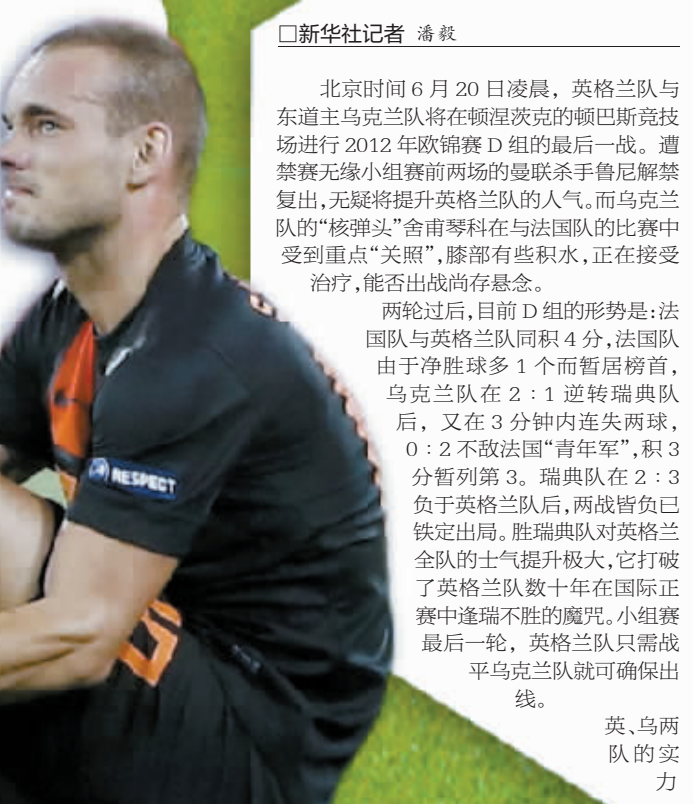 □新华社记者 潘毅
北京时间6月20日凌晨，英格兰队与
东道主乌克兰队将在顿涅茨克的顿巴斯竞技
场进行2012年欧锦赛D组的最后一战。遭
禁赛无缘小组赛前两场的曼联杀手鲁尼解禁
复出，无疑将提升英格兰队的人气。而乌克兰
队的“核弹头”舍甫琴科在与法国队的比赛中
受到重点“关照”，膝部有些积水，正在接受
治疗，能否出战尚存悬念。
两轮过后，目前D组的形势是：法
国队与英格兰队同积4分，法国队
由于净胜球多1个而暂居榜首，
乌克兰队在2：1逆转瑞典队
后，又在3分钟内连失两球，
0：2不敌法国“青年军”，积3
分暂列第3。瑞典队在2：3
负于英格兰队后，两战皆负已
铁定出局。胜瑞典队对英格兰
全队的士气提升极大，它打破
了英格兰队数十年在国际正
赛中逢瑞不胜的魔咒。小组赛
最后一轮，英格兰队只需战
平乌克兰队就可确保出
线。
英、乌两
队的实
力
RESPECT